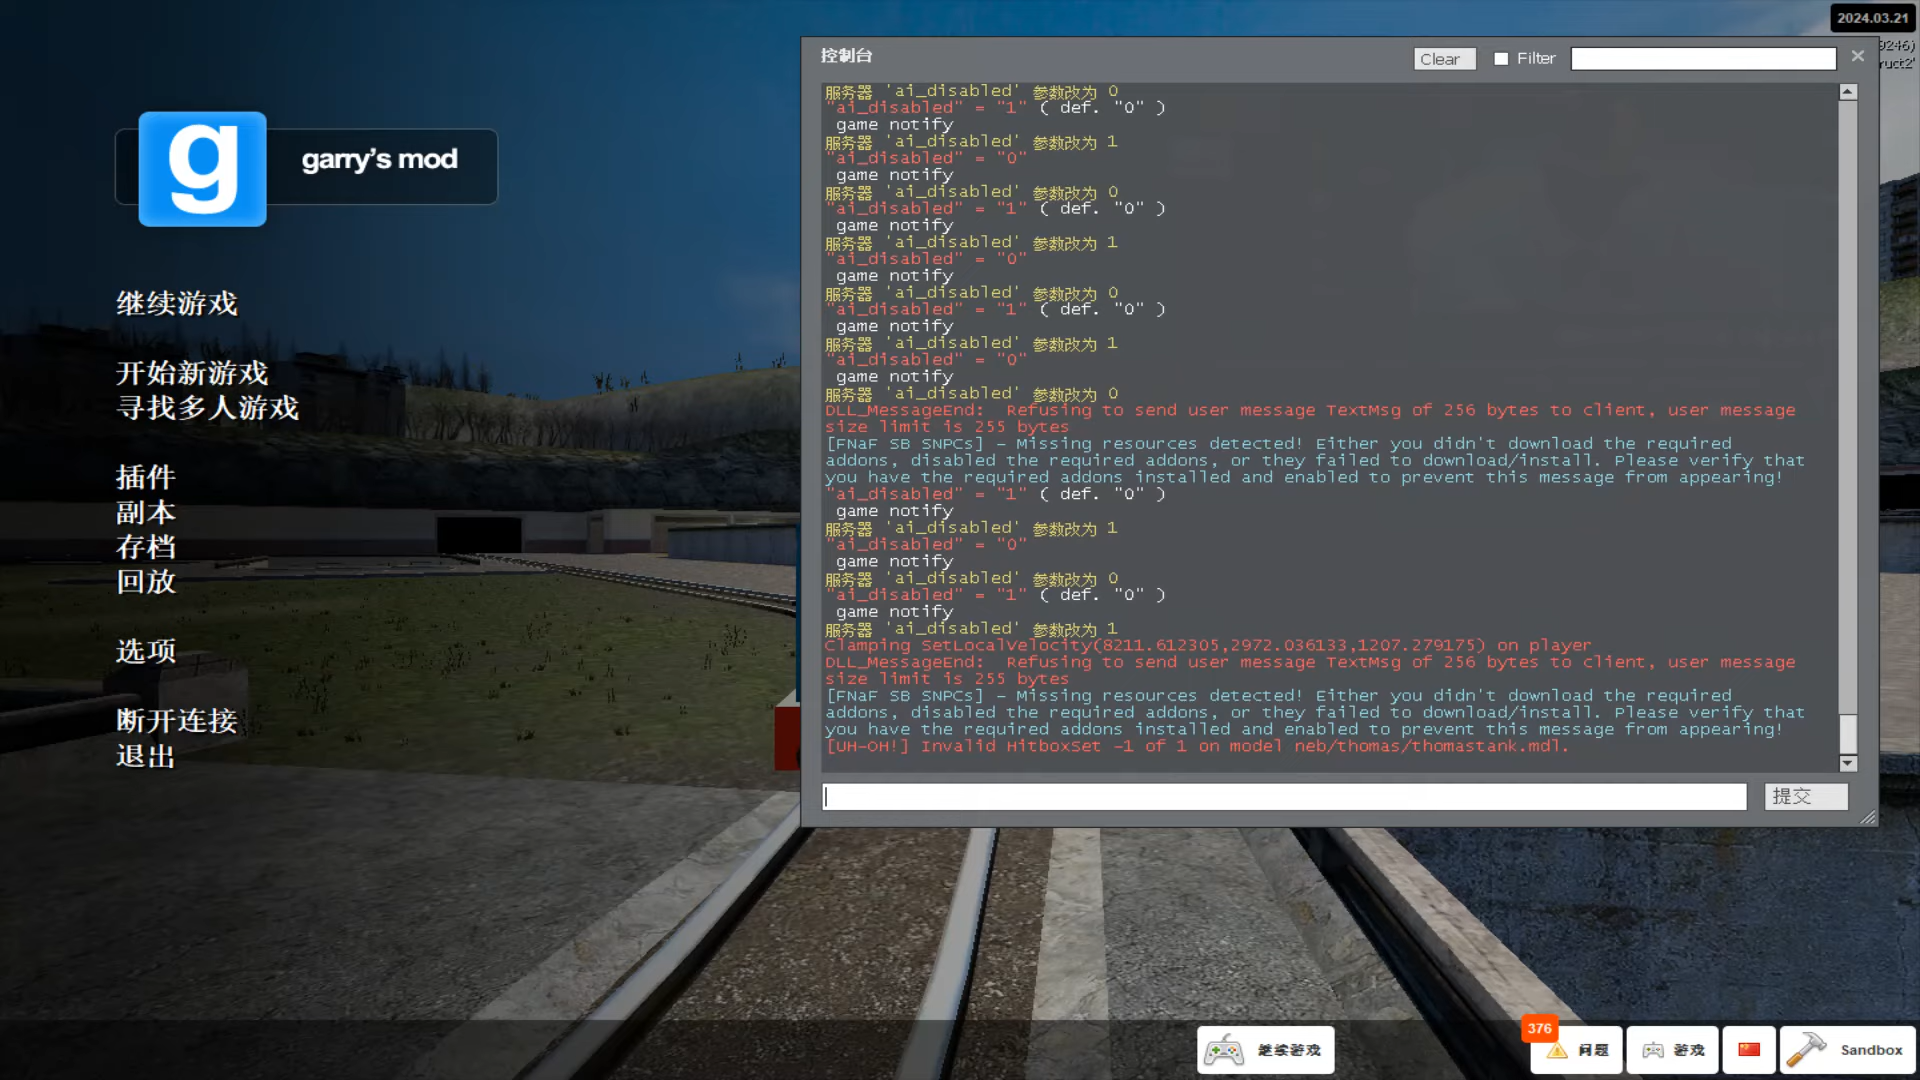 2024.03.21
9246)
ruct2'
g
garry's mod
继续游戏
开始新游戏
寻找多人游戏
插件
副本
存档
回放
选项
断开连接
退出
控制台
Clear
Filter
服务器 'ai_disabled' 参数改为 0
"ai_disabled" = "1" ( def. "0" )
game notify
服务器 'ai_disabled' 参数改为 1
"ai_disabled" = "0"
game notify
服务器 'ai_disabled' 参数改为 0
"ai_disabled" = "1" ( def. "0" )
game notify
服务器 'ai_disabled' 参数改为 1
"ai_disabled" = "0"
game notify
服务器 'ai_disabled' 参数改为 0
"ai_disabled" = "1" ( def. "0" )
game notify
服务器 'ai_disabled' 参数改为 1
"ai_disabled" = "0"
game notify
服务器 'ai_disabled' 参数改为 0
DLL_MessageEnd:  Refusing to send user message TextMsg of 256 bytes to client, user message
size limit is 255 bytes
[FNaF SB SNPCs] - Missing resources detected! Either you didn't download the required
addons, disabled the required addons, or they failed to download/install. Please verify that
you have the required addons installed and enabled to prevent this message from appearing!
"ai_disabled" = "1" ( def. "0" )
game notify
服务器 'ai_disabled' 参数改为 1
"ai_disabled" = "0"
game notify
服务器 'ai_disabled' 参数改为 0
"ai_disabled" = "1" ( def. "0" )
game notify
服务器 'ai_disabled' 参数改为 1
Clamping SetLocalVelocity(8211.612305,2972.036133,1207.279175) on player
DLL_MessageEnd:  Refusing to send user message TextMsg of 256 bytes to client, user message
size limit is 255 bytes
[FNaF SB SNPCs] - Missing resources detected! Either you didn't download the required
addons, disabled the required addons, or they failed to download/install. Please verify that
you have the required addons installed and enabled to prevent this message from appearing!
[UH-OH!] Invalid HitboxSet -1 of 1 on model neb/thomas/thomastank.mdl.
提交
继续游戏
376
问题
游戏
Sandbox